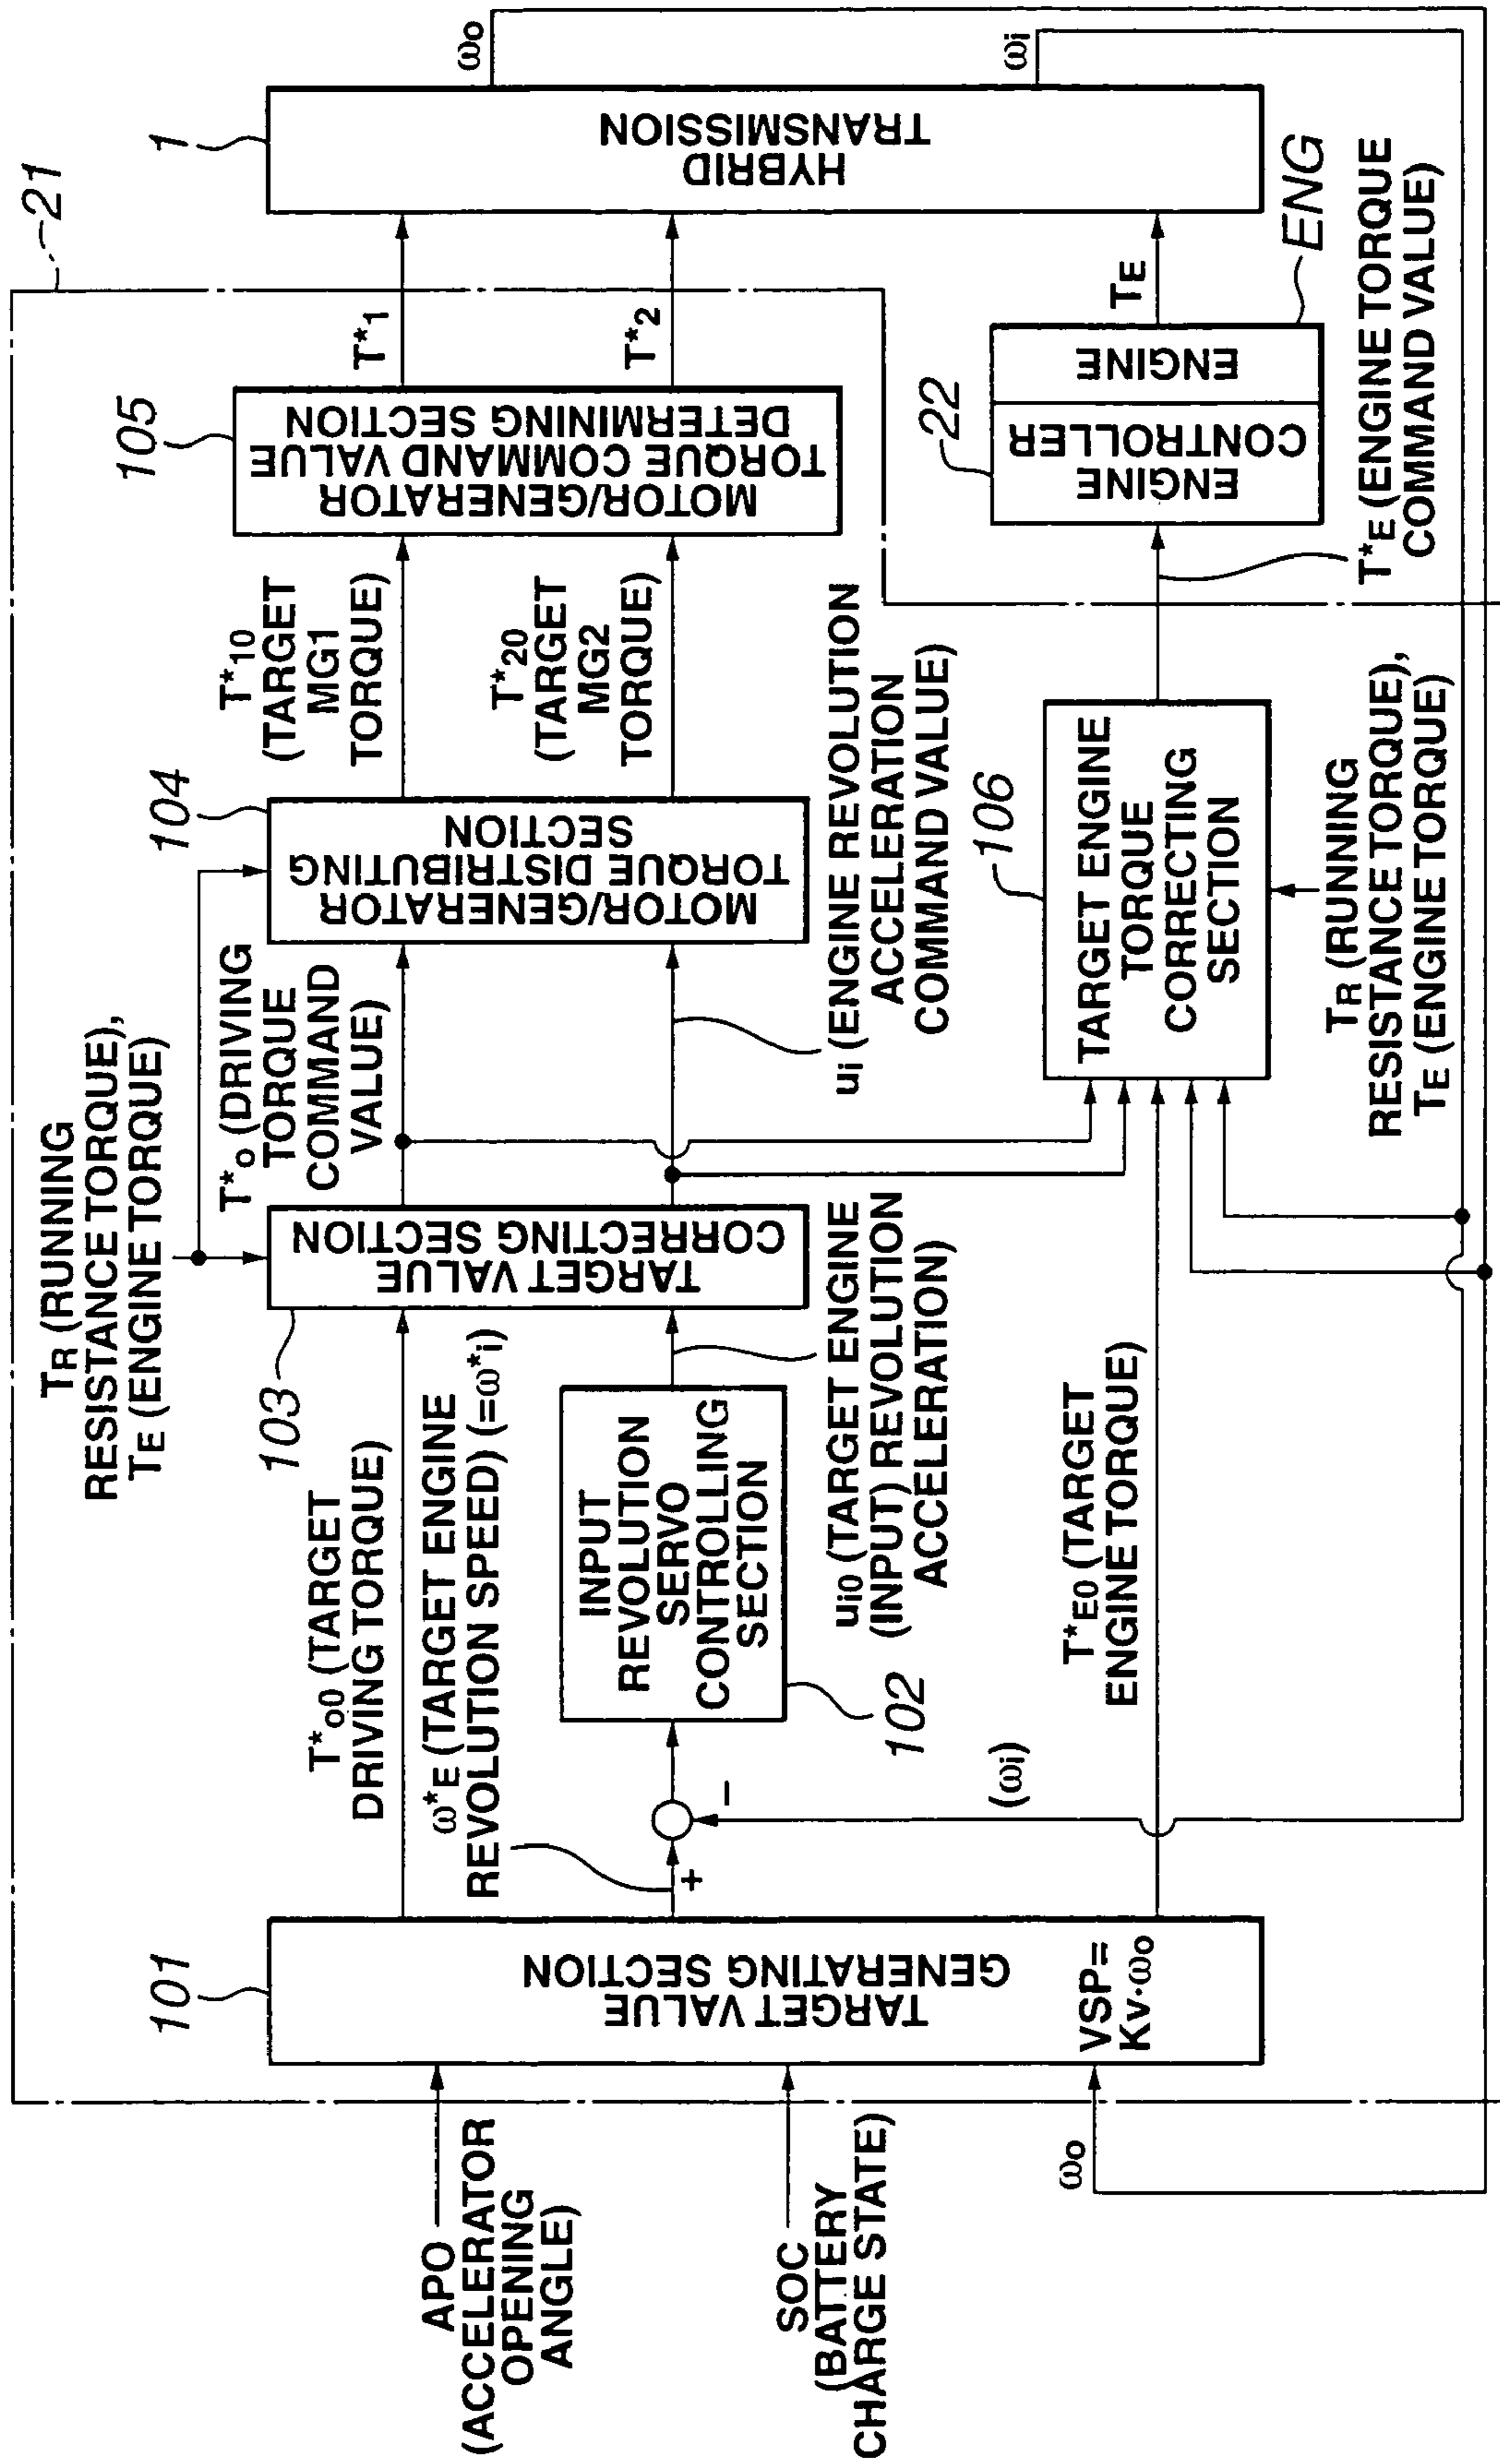 21
1
HYBRID
TRANSMISSION
ωo
ωi
105
MOTOR/GENERATOR
TORQUE COMMAND VALUE
DETERMINING SECTION
T*1
T*2
TE
22
ENGINE
CONTROLLER
ENGINE
ENG
T*E (ENGINE TORQUE
COMMAND VALUE)
T*10
(TARGET
MG1
TORQUE)
T*20
(TARGET
MG2
TORQUE)
104
MOTOR/GENERATOR
TORQUE DISTRIBUTING
SECTION
ui (ENGINE REVOLUTION
ACCELERATION
COMMAND VALUE)
106
TARGET ENGINE
TORQUE
CORRECTING
SECTION
TR (RUNNING
RESISTANCE TORQUE),
TE (ENGINE TORQUE)
TR (RUNNING
RESISTANCE TORQUE),
TE (ENGINE TORQUE)
T*o (DRIVING
TORQUE
COMMAND
VALUE)
103
TARGET VALUE
CORRECTING SECTION
T*o0 (TARGET
DRIVING TORQUE)
ω*E (TARGET ENGINE
REVOLUTION SPEED) (=ω*i)
INPUT
REVOLUTION
SERVO
CONTROLLING
SECTION
102
ui0 (TARGET ENGINE
(INPUT) REVOLUTION
ACCELERATION)
T*E0 (TARGET
ENGINE TORQUE)
(ωi)
+
−
101
TARGET VALUE
GENERATING SECTION
VSP=
Kv·ωo
APO
(ACCELERATOR
OPENING
ANGLE)
SOC
(BATTERY
CHARGE STATE)
ωo